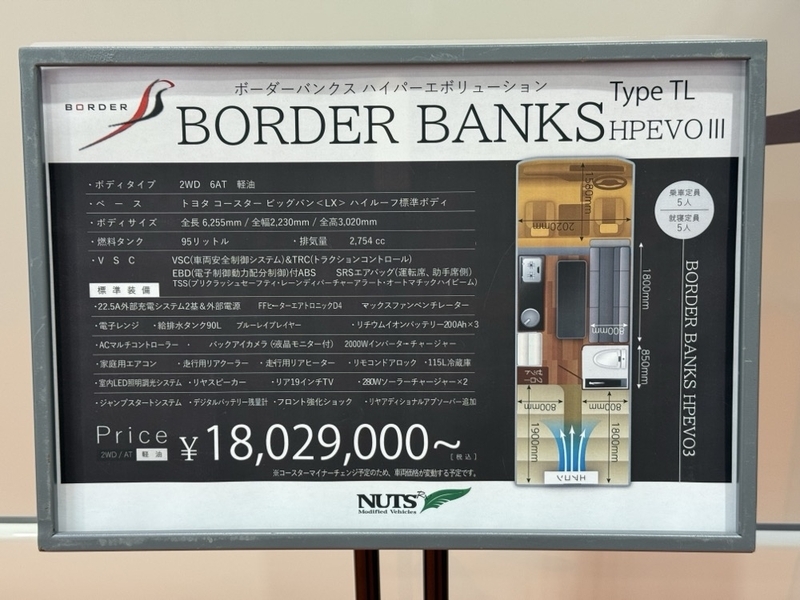 BORDER
ボーダーバンクス ハイパーエボリューション
BORDER BANKS Type TL HPEVOⅢ
・ボディタイプ 2WD 6AT 軽油
・ベース トヨタ コースター ビッグバン<LX> ハイルーフ標準ボディ
・ボディサイズ 全長 6,255mm / 全幅2,230mm / 全高3,020mm
・燃料タンク 95リットル ・排気量 2,754 cc
・VSC VSC(車両安全制御システム)&TRC(トラクションコントロール)
EBD(電子制御動力配分制御)付ABS SRSエアバッグ(運転席、助手席側)
TSS(プリクラッシュセーフティ・レーンディパーチャーアラート・オートマチックハイビーム)
標準装備
・22.5A外部充電システム2基&外部電源 FFヒーターエアトロニックD4 マックスファンベンチレーター
・電子レンジ ・給排水タンク90L ブルーレイプレイヤー ・リチウムイオンバッテリー200Ah×3
・ACマルチコントローラー ・ バックアイカメラ(液晶モニター付) 2000Wインバーターチャージャー
・家庭用エアコン ・走行用リアクーラー ・走行用リアヒーター ・リモコンドアロック ・115L冷蔵庫
・室内LED照明調光システム ・リヤスピーカー ・リア19インチTV ・280Wソーラーチャージャー×2
・ジャンプスタートシステム ・デジタルバッテリー残量計 ・フロント強化ショック ・リヤアディショナルアブソーバー追加
Price
2WD / AT 軽油
¥18,029,000~
[税込]
※コースターマイナーチェンジ予定のため、車両価格が変動する予定です。
乗車定員
5人
就寝定員
5人
BORDER BANKS HPEVO3
1580mm
2020mm
1800mm
800mm
850mm
クローゼット
800mm
800mm
1900mm
1800mm
エアコン
NUTS
Modified Vehicles